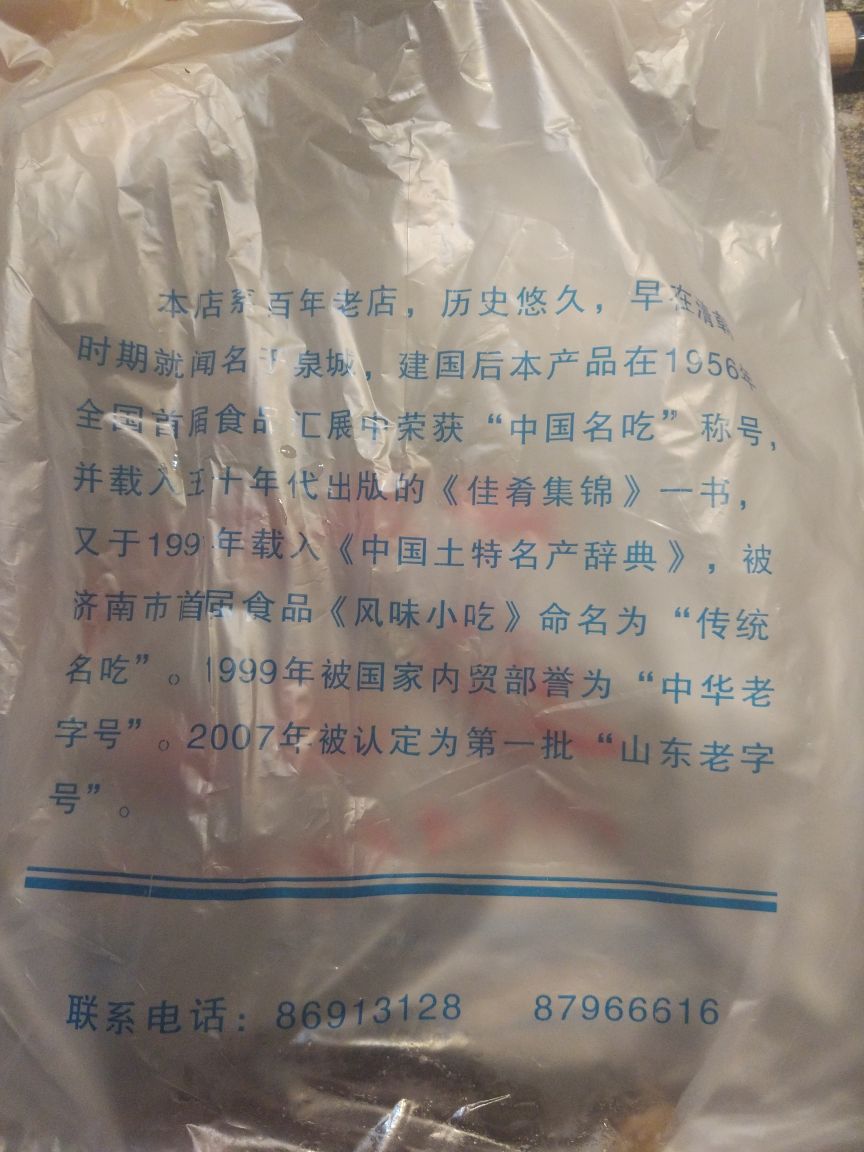 本店系百年老店，历史悠久，早在清朝
时期就闻名于泉城，建国后本产品在1956年
全国首届食品汇展中荣获“中国名吃”称号，
并载入五十年代出版的《佳肴集锦》一书，
又于199 年载入《中国土特名产辞典》，被
济南市首届食品《风味小吃》命名为“传统
名吃”。1999年被国家内贸部誉为“中华老
字号”。2007年被认定为第一批“山东老字
号”。
联系电话：86913128 87966616